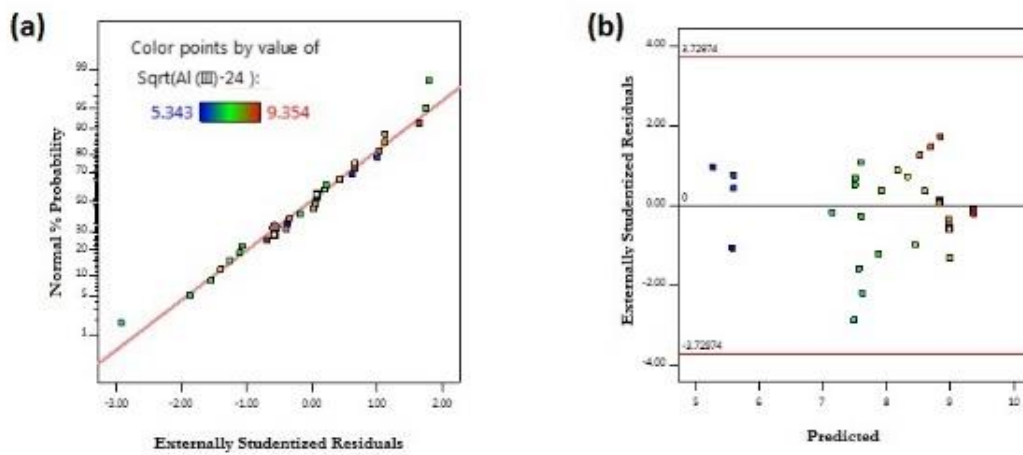 (a)
Color points by value of
Sqrt(Al (III)-24 ):
5.343 9.354
Normal % Probability
99
95
90
80
70
50
30
20
10
5
1
-3.00 -2.00 -1.00 0.00 1.00 2.00
Externally Studentized Residuals
(b)
Externally Studentized Residuals
4.00
3.72874
2.00
0
0.00
-2.00
-3.72874
-4.00
5 6 7 8 9 10
Predicted